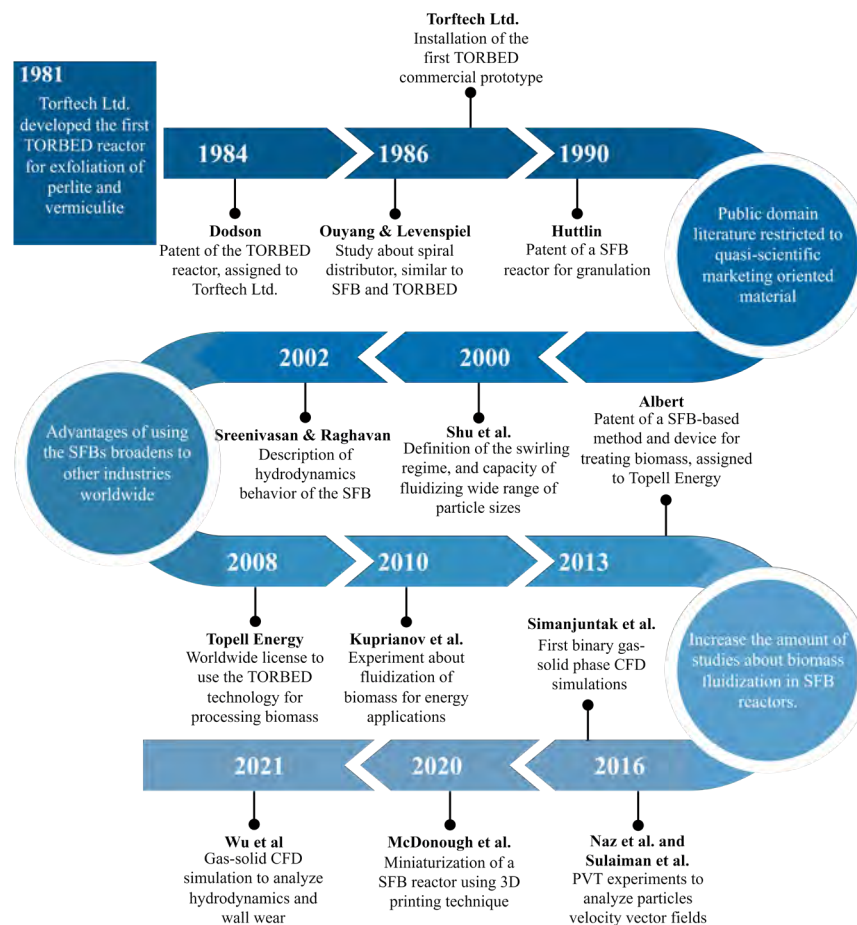 1981
Torftech Ltd.
developed the first
TORBED reactor
for exfoliation of
perlite and
vermiculite
Torftech Ltd.
Installation of the
first TORBED
commercial prototype
1984
1986
1990
Dodson
Patent of the TORBED
reactor, assigned to
Torftech Ltd.
Ouyang & Levenspiel
Study about spiral
distributor, similar to
SFB and TORBED
Huttlin
Patent of a SFB
reactor for granulation
Public domain
literature restricted to
quasi-scientific
marketing oriented
material
2002
2000
Sreenivasan & Raghavan
Description of
hydrodynamics
behavior of the SFB
Shu et al.
Definition of the swirling
regime, and capacity of
fluidizing wide range of
particle sizes
Albert
Patent of a SFB-based
method and device for
treating biomass, assigned
to Topell Energy
Advantages of using
the SFBs broadens to
other industries
worldwide
2008
2010
2013
Topell Energy
Worldwide license to
use the TORBED
technology for
processing biomass
Kuprianov et al.
Experiment about
fluidization of
biomass for energy
applications
Simanjuntak et al.
First binary gas-
solid phase CFD
simulations
Increase the amount of
studies about biomass
fluidization in SFB
reactors.
2021
2020
2016
Wu et al
Gas-solid CFD
simulation to analyze
hydrodynamics and
wall wear
McDonough et al.
Miniaturization of a
SFB reactor using 3D
printing technique
Naz et al. and
Sulaiman et al.
PVT experiments to
analyze particles
velocity vector fields